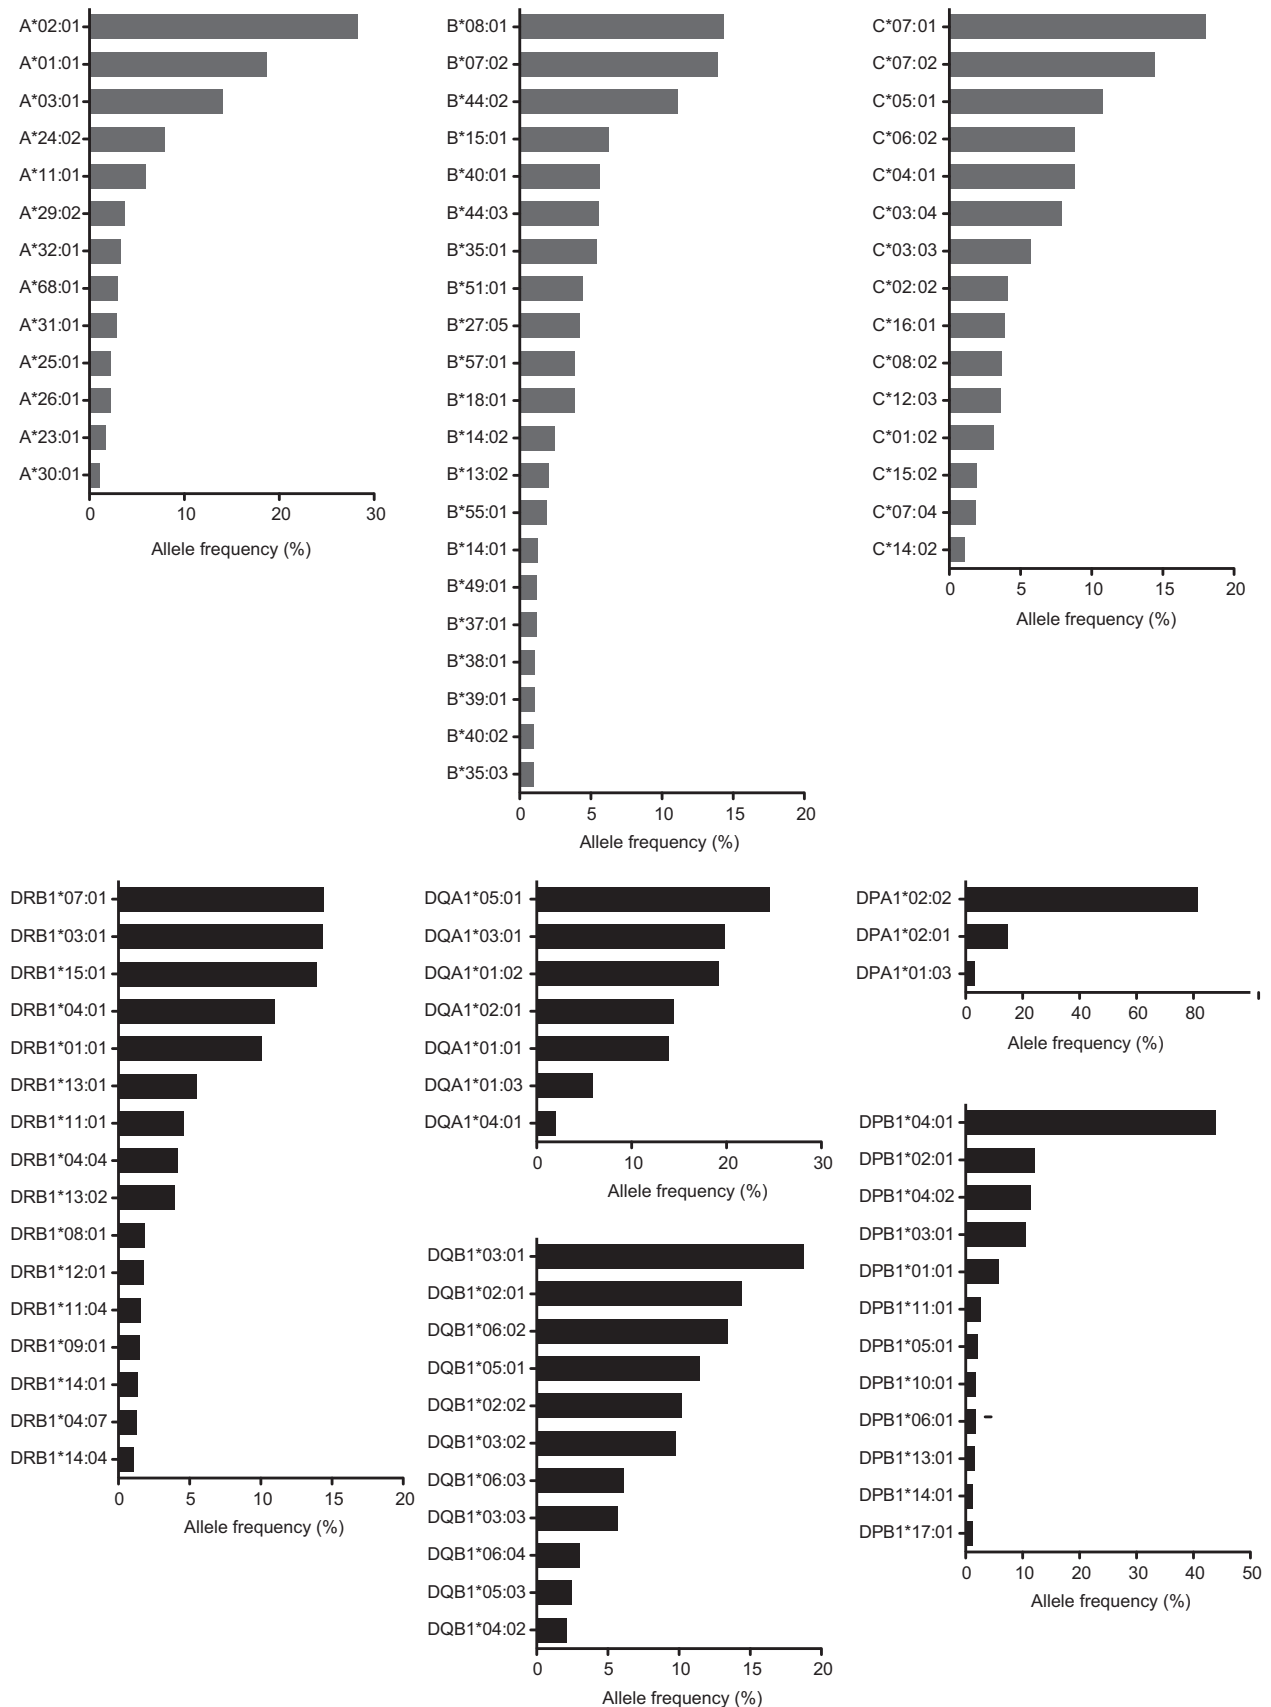 A*02:01
A*01:01
A*03:01
A*24:02
A*11:01
A*29:02
A*32:01
A*68:01
A*31:01
A*25:01
A*26:01
A*23:01
A*30:01
0 10 20 30
Allele frequency (%)
B*08:01
B*07:02
B*44:02
B*15:01
B*40:01
B*44:03
B*35:01
B*51:01
B*27:05
B*57:01
B*18:01
B*14:02
B*13:02
B*55:01
B*14:01
B*49:01
B*37:01
B*38:01
B*39:01
B*40:02
B*35:03
0 5 10 15 20
Allele frequency (%)
C*07:01
C*07:02
C*05:01
C*06:02
C*04:01
C*03:04
C*03:03
C*02:02
C*16:01
C*08:02
C*12:03
C*01:02
C*15:02
C*07:04
C*14:02
0 5 10 15 20
Allele frequency (%)
DRB1*07:01
DRB1*03:01
DRB1*15:01
DRB1*04:01
DRB1*01:01
DRB1*13:01
DRB1*11:01
DRB1*04:04
DRB1*13:02
DRB1*08:01
DRB1*12:01
DRB1*11:04
DRB1*09:01
DRB1*14:01
DRB1*04:07
DRB1*14:04
0 5 10 15 20
Allele frequency (%)
DQA1*05:01
DQA1*03:01
DQA1*01:02
DQA1*02:01
DQA1*01:01
DQA1*01:03
DQA1*04:01
0 10 20 30
Allele frequency (%)
DQB1*03:01
DQB1*02:01
DQB1*06:02
DQB1*05:01
DQB1*02:02
DQB1*03:02
DQB1*06:03
DQB1*03:03
DQB1*06:04
DQB1*05:03
DQB1*04:02
0 5 10 15 20
Allele frequency (%)
DPA1*02:02
DPA1*02:01
DPA1*01:03
0 20 40 60 80
Alele frequency (%)
DPB1*04:01
DPB1*02:01
DPB1*04:02
DPB1*03:01
DPB1*01:01
DPB1*11:01
DPB1*05:01
DPB1*10:01
DPB1*06:01
DPB1*13:01
DPB1*14:01
DPB1*17:01
0 10 20 30 40 50
Allele frequency (%)